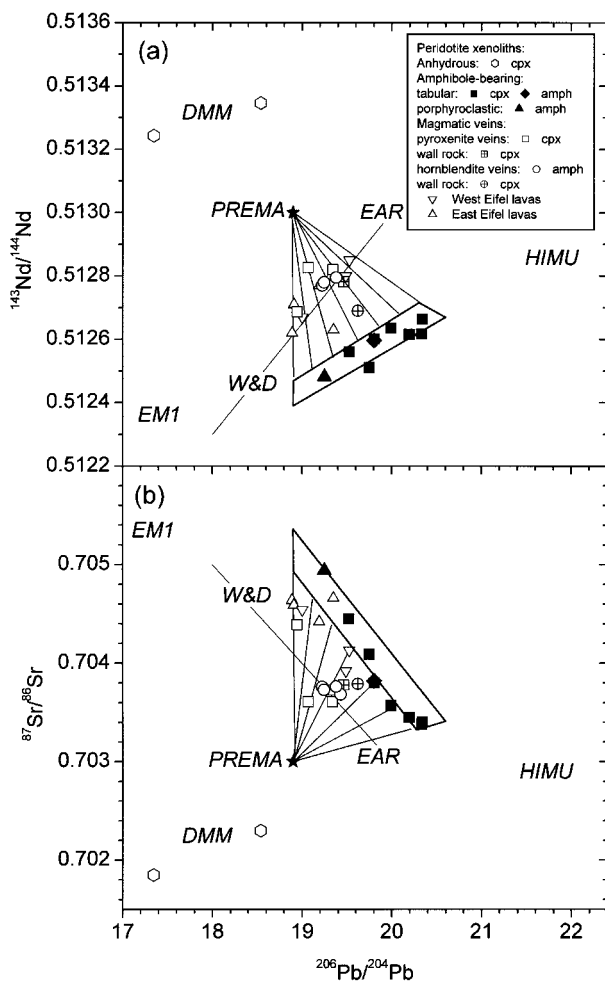 0.5136
(a)
0.5134
DMM
0.5132
PREMA
0.5130
EAR
HIMU
0.5128
0.5126
W&D
0.5124
EM1
0.5122
¹⁴³Nd/¹⁴⁴Nd
Peridotite xenoliths:
Anhydrous: cpx
Amphibole-bearing:
tabular: cpx amph
porphyroclastic: amph
Magmatic veins:
pyroxenite veins: cpx
wall rock: cpx
hornblendite veins: amph
wall rock: cpx
West Eifel lavas
East Eifel lavas
(b)
EM1
0.705
W&D
0.704
⁸⁷Sr/⁸⁶Sr
PREMA
EAR
0.703
HIMU
DMM
0.702
17 18 19 20 21 22
²⁰⁶Pb/²⁰⁴Pb